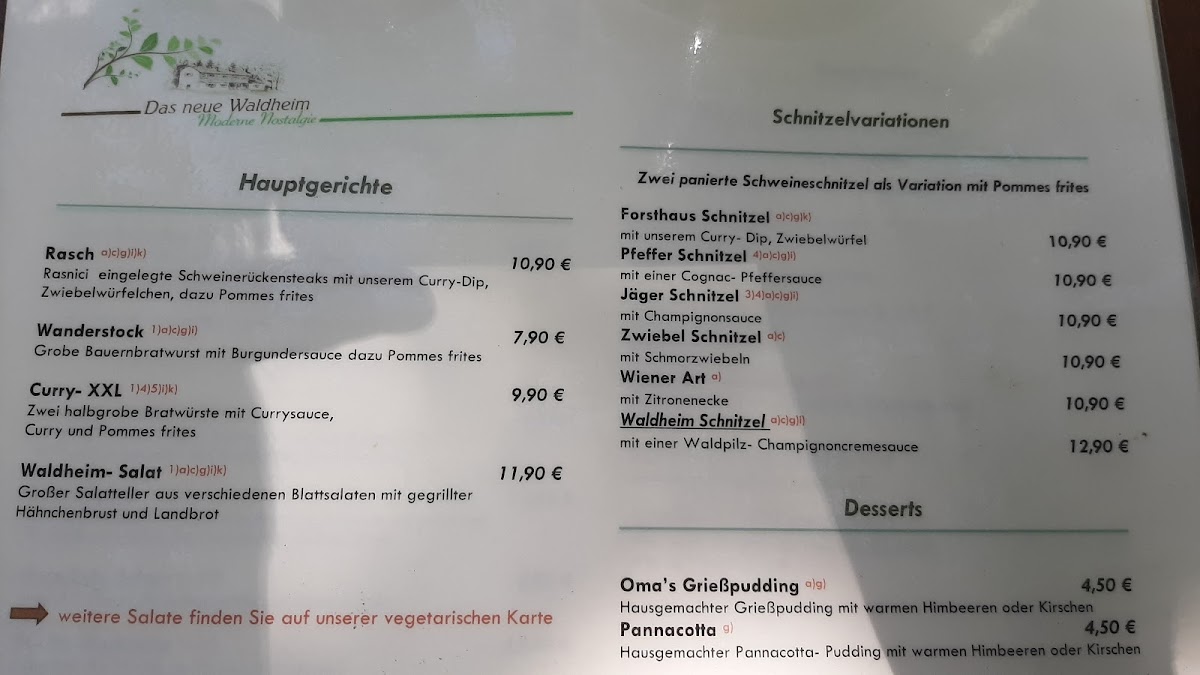 Das neue Waldheim
Moderne Nostalgie
Hauptgerichte
Rasch a)c)g)i)k)
10,90 €
Rasnici eingelegte Schweinerückensteaks mit unserem Curry-Dip,
Zwiebelwürfelchen, dazu Pommes frites
Wanderstock 1)a)c)g)i)
7,90 €
Grobe Bauernbratwurst mit Burgundersauce dazu Pommes frites
Curry- XXL 1)4)5)i)k)
9,90 €
Zwei halbgrobe Bratwürste mit Currysauce,
Curry und Pommes frites
Waldheim- Salat 1)a)c)g)i)k)
11,90 €
Großer Salatteller aus verschiedenen Blattsalaten mit gegrillter
Hähnchenbrust und Landbrot
weitere Salate finden Sie auf unserer vegetarischen Karte
Schnitzelvariationen
Zwei panierte Schweineschnitzel als Variation mit Pommes frites
Forsthaus Schnitzel a)c)g)k)
mit unserem Curry- Dip, Zwiebelwürfel 10,90 €
Pfeffer Schnitzel 4)a)c)g)i)
mit einer Cognac- Pfeffersauce 10,90 €
Jäger Schnitzel 3)4)a)c)g)i)
mit Champignonsauce 10,90 €
Zwiebel Schnitzel a)c)
mit Schmorzwiebeln 10,90 €
Wiener Art a)
mit Zitronenecke 10,90 €
Waldheim Schnitzel a)c)g)i)
mit einer Waldpilz- Champignoncremesauce 12,90 €
Desserts
Oma's Grießpudding a)g) 4,50 €
Hausgemachter Grießpudding mit warmen Himbeeren oder Kirschen
Pannacotta g) 4,50 €
Hausgemachter Pannacotta- Pudding mit warmen Himbeeren oder Kirschen